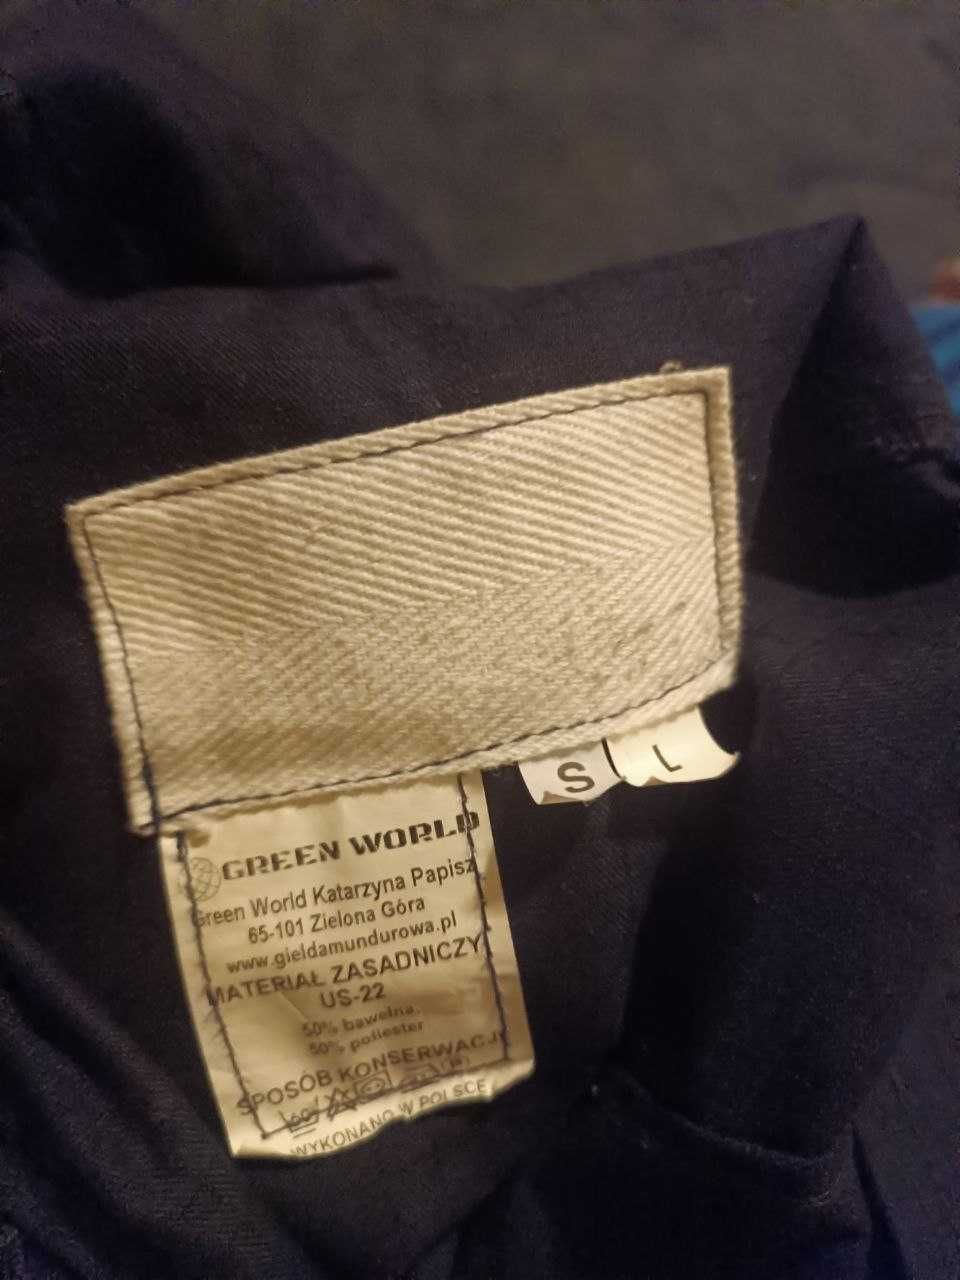 S
L
GREEN WORLD
Green World Katarzyna Papisz
65-101 Zielona Góra
www.gieldamundurowa.pl
MATERIAŁ ZASADNICZY
US-22
50% bawełna,
50% poliester
SPOSÓB KONSERWACJI
60
WYKONANO W POLSCE